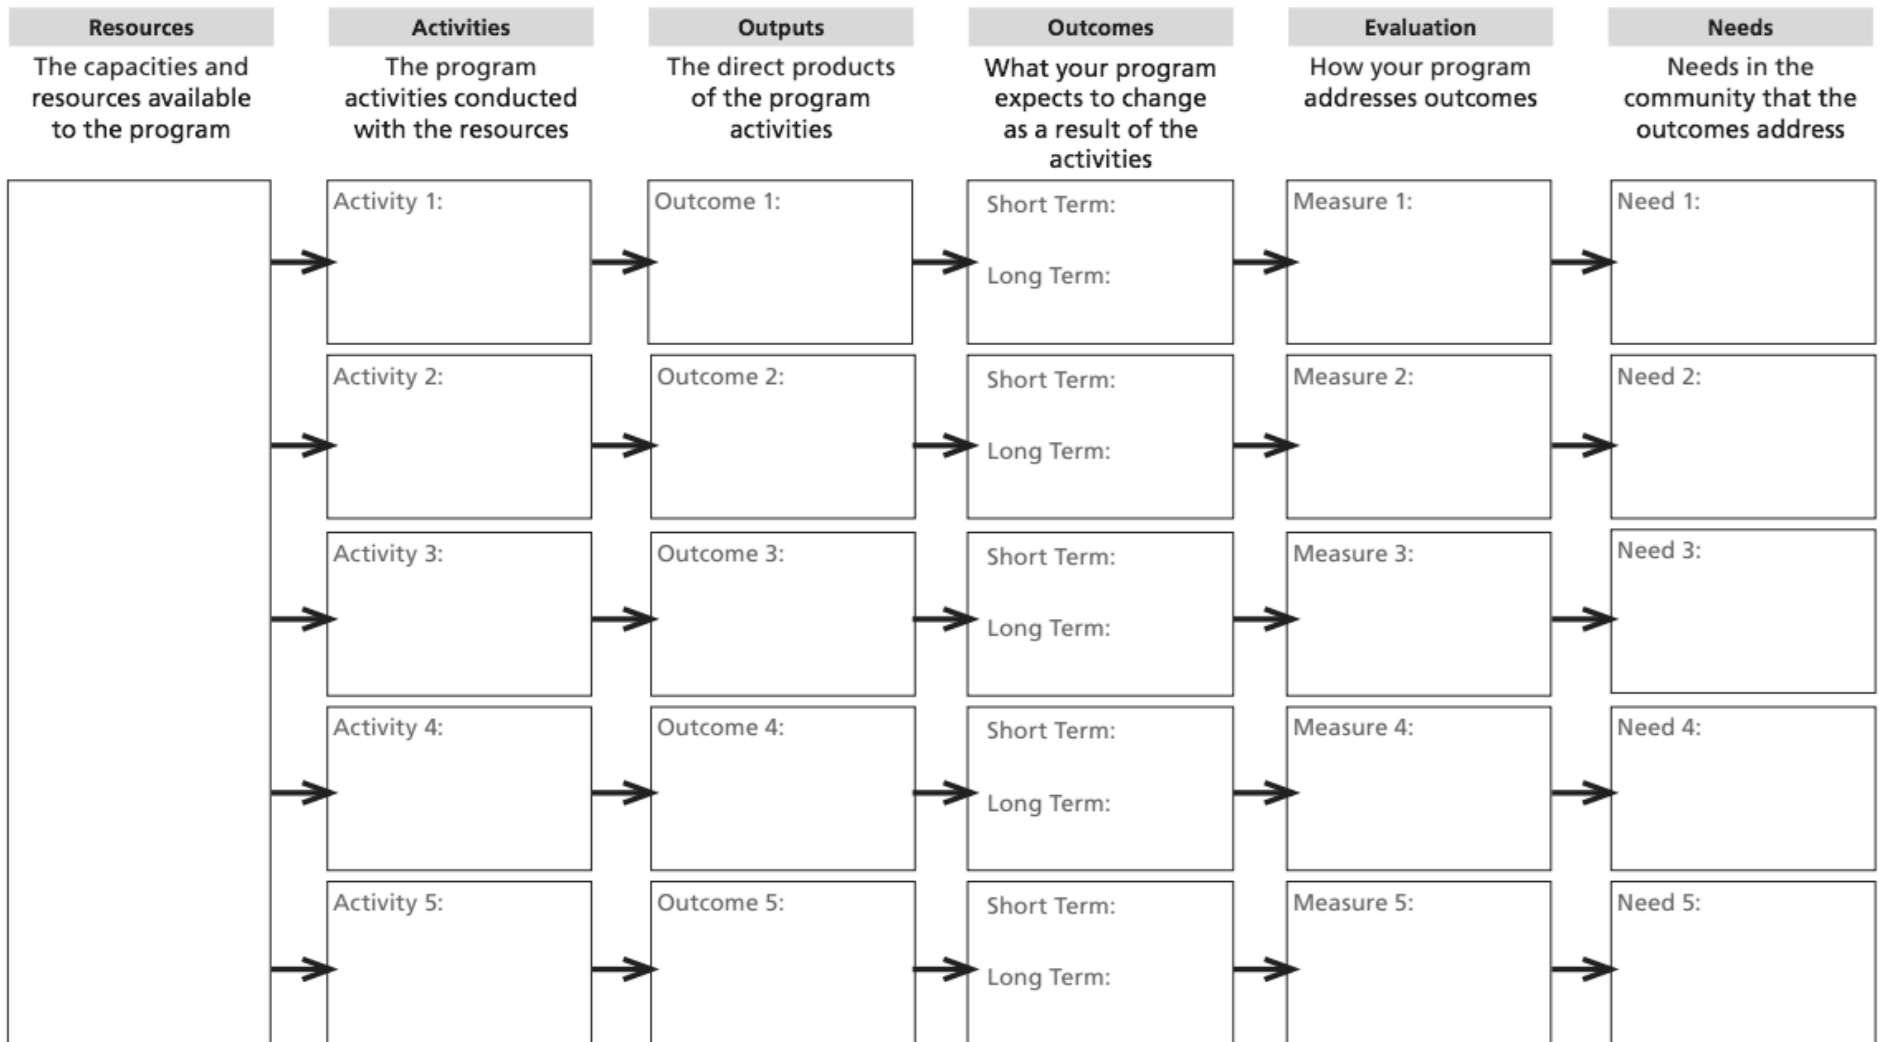 Resources
The capacities and
resources available
to the program
Activities
The program
activities conducted
with the resources
Outputs
The direct products
of the program
activities
Outcomes
What your program
expects to change
as a result of the
activities
Evaluation
How your program
addresses outcomes
Needs
Needs in the
community that the
outcomes address
Activity 1:
Outcome 1:
Short Term:
Long Term:
Measure 1:
Need 1:
Activity 2:
Outcome 2:
Short Term:
Long Term:
Measure 2:
Need 2:
Activity 3:
Outcome 3:
Short Term:
Long Term:
Measure 3:
Need 3:
Activity 4:
Outcome 4:
Short Term:
Long Term:
Measure 4:
Need 4:
Activity 5:
Outcome 5:
Short Term:
Long Term:
Measure 5:
Need 5: